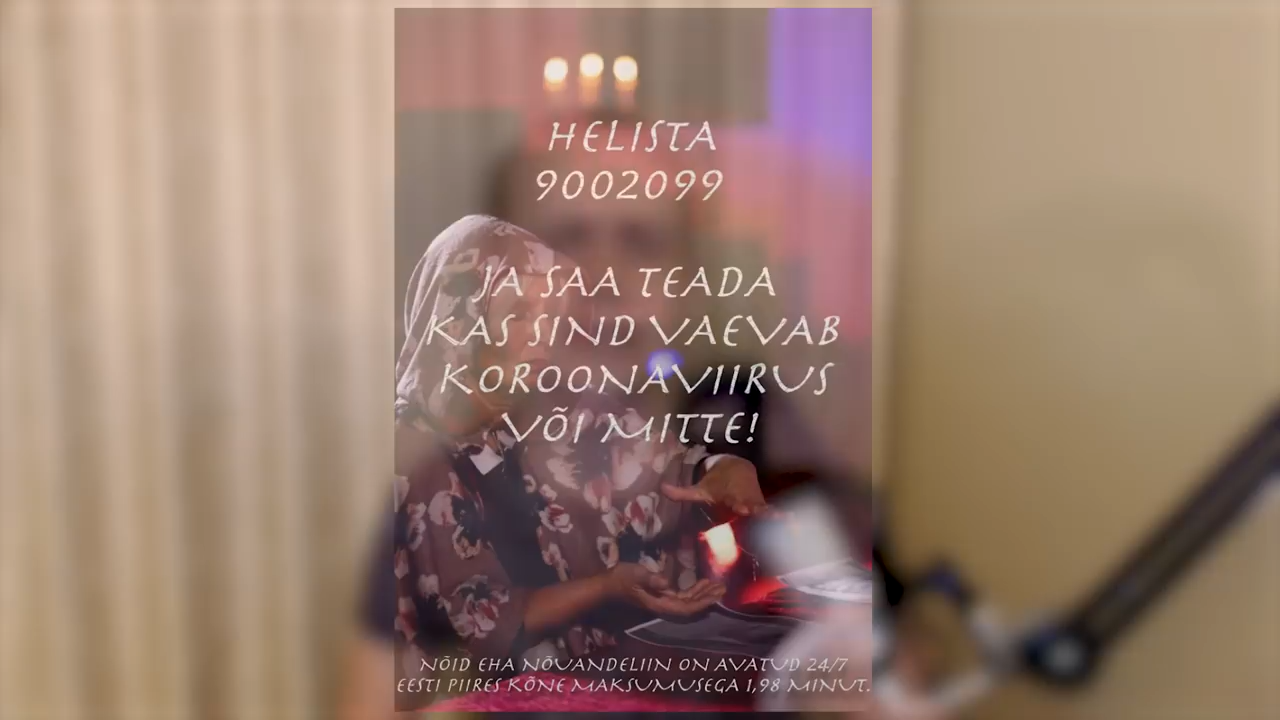 HELISTA
9002099
JA SAA TEADA
KAS SIND VAEVAB
KOROONAVIIRUS
VÕI MITTE!
NÕID EHA NÕUANDELIIN ON AVATUD 24/7
EESTI PIIRES KÕNE MAKSUMUSEGA 1,98 MINUT.